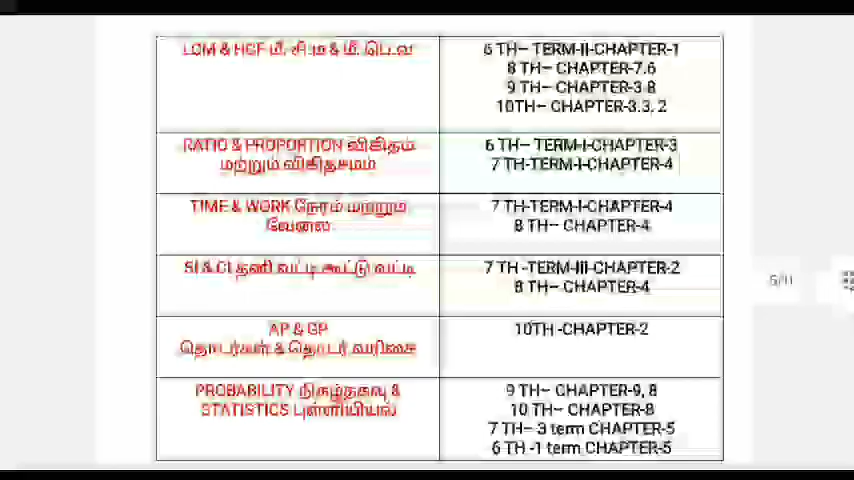 LCM & HCF மீ. சி.ம & மீ. பெ.வ
6 TH– TERM-II-CHAPTER-1
8 TH– CHAPTER-7.6
9 TH– CHAPTER-3.8
10TH– CHAPTER-3.3, 2
RATIO & PROPORTION விகிதம்
மற்றும் விகிதசமம்
6 TH– TERM-I-CHAPTER-3
7 TH-TERM-I-CHAPTER-4
TIME & WORK நேரம் மற்றும்
வேலை
7 TH-TERM-I-CHAPTER-4
8 TH– CHAPTER-4
SI & CI தனி வட்டி கூட்டு வட்டி
7 TH -TERM-III-CHAPTER-2
8 TH– CHAPTER-4
AP & GP
தொடர்கள் & தொடர் வரிசை
10TH -CHAPTER-2
PROBABILITY நிகழ்தகவு &
STATISTICS புள்ளியியல்
9 TH– CHAPTER-9, 8
10 TH– CHAPTER-8
7 TH– 3 term CHAPTER-5
6 TH -1 term CHAPTER-5